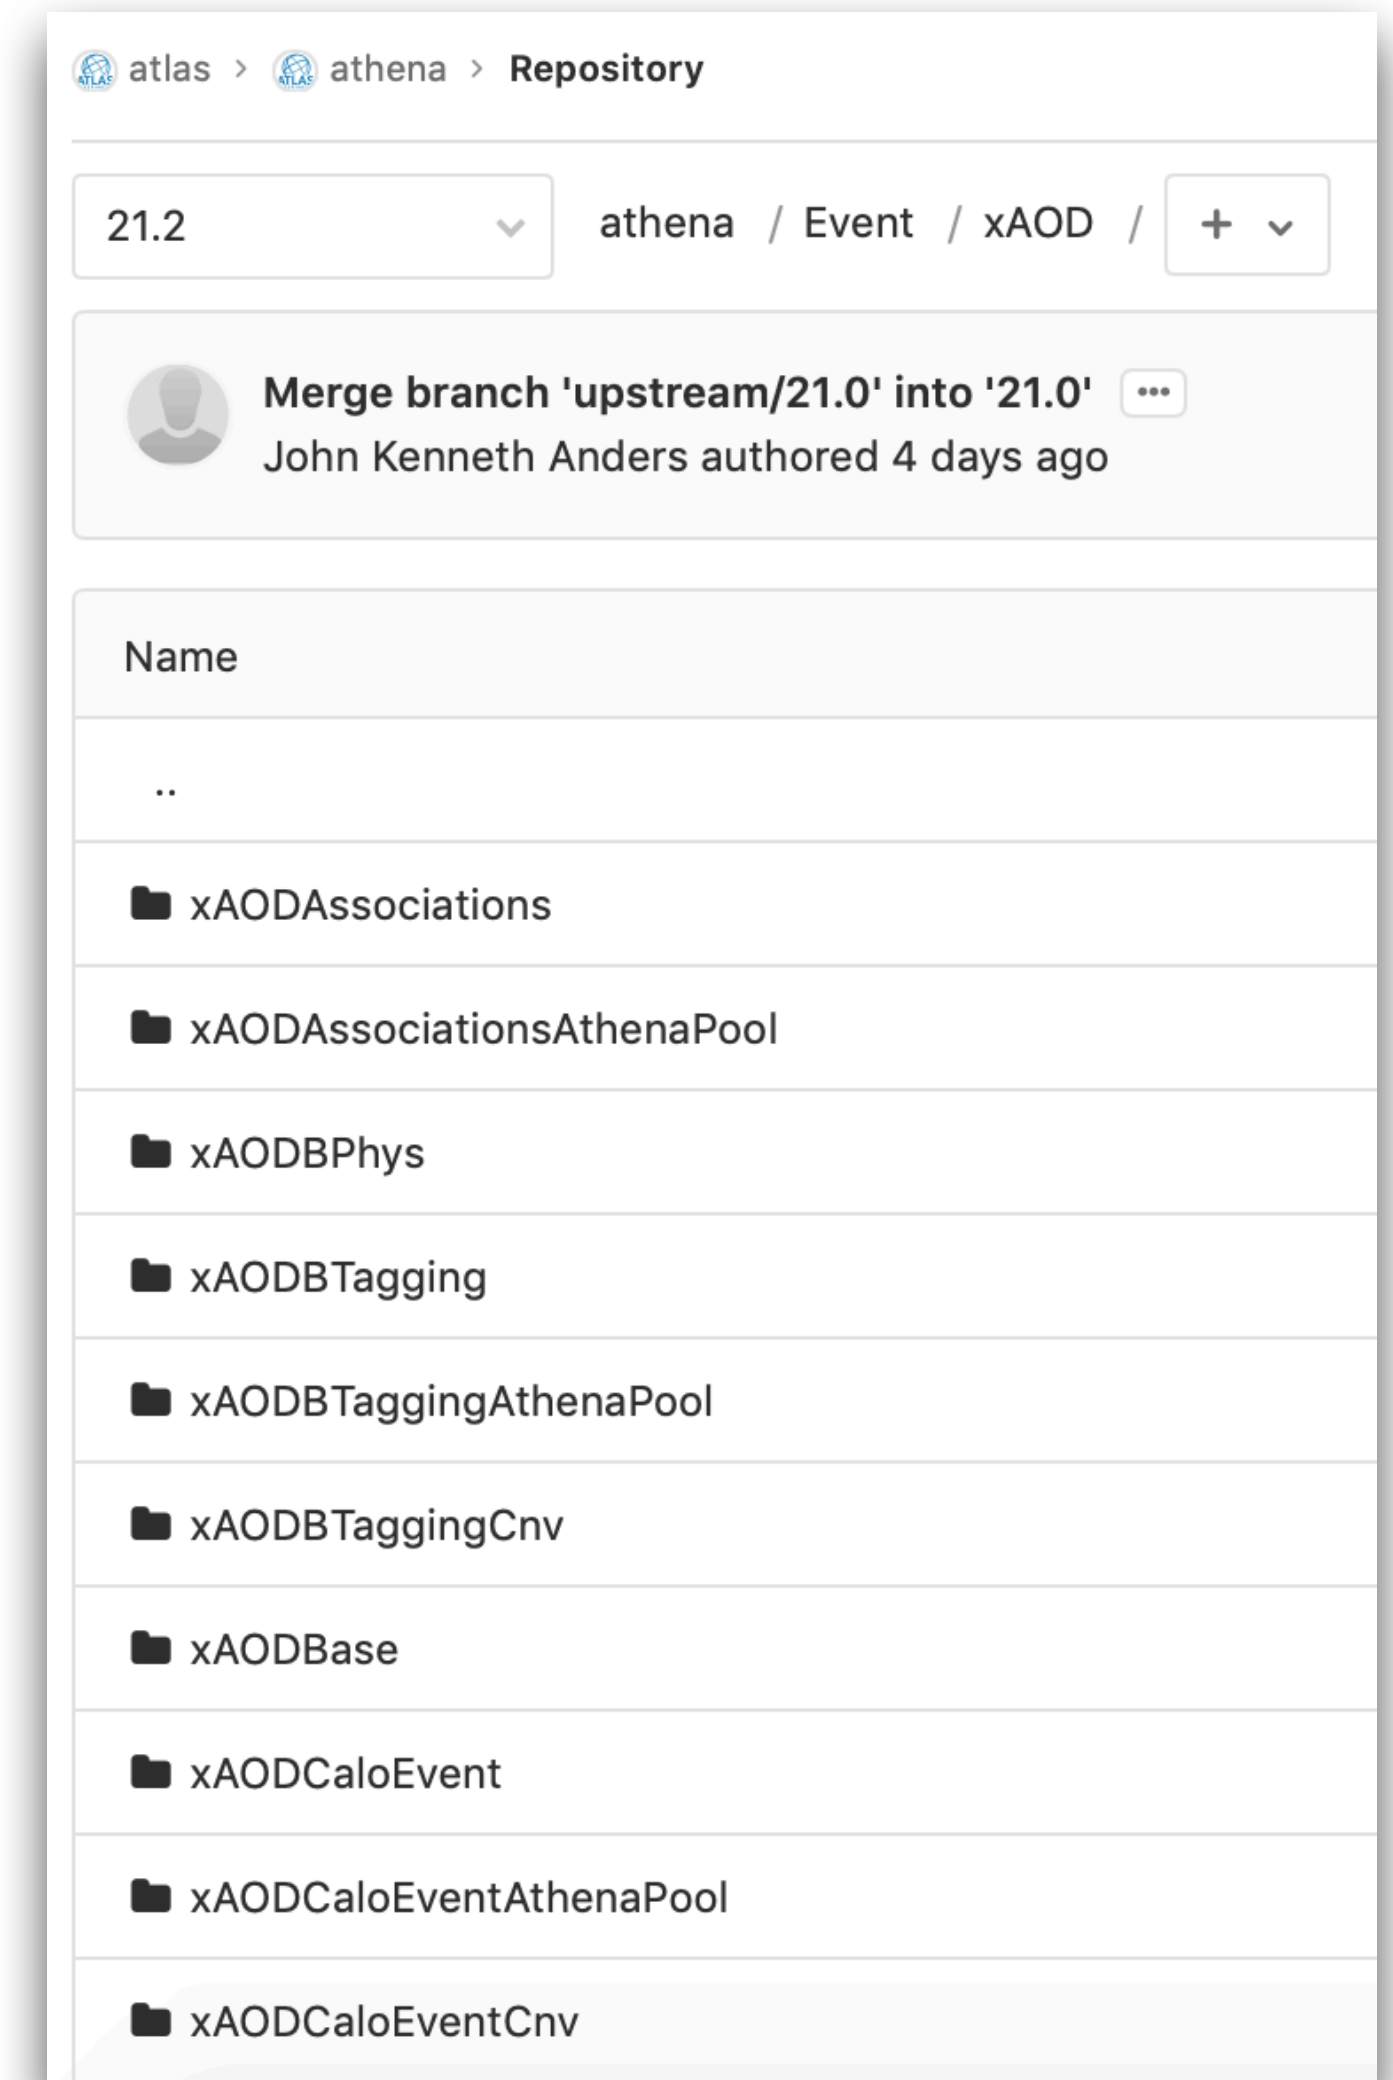 atlas > athena > Repository
21.2 athena / Event / xAOD / +
Merge branch 'upstream/21.0' into '21.0' •••
John Kenneth Anders authored 4 days ago
Name
..
xAODAssociations
xAODAssociationsAthenaPool
xAODBPhys
xAODBTagging
xAODBTaggingAthenaPool
xAODBTaggingCnv
xAODBase
xAODCaloEvent
xAODCaloEventAthenaPool
xAODCaloEventCnv